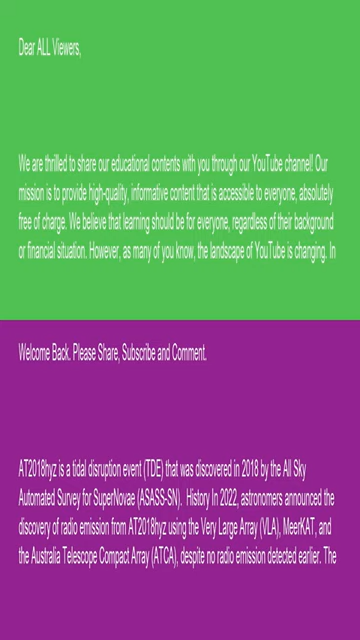 Dear ALL Viewers,
We are thrilled to share our educational contents with you through our YouTube channel! Our
mission is to provide high-quality, informative content that is accessible to everyone, absolutely
free of charge. We believe that learning should be for everyone, regardless of their background
or financial situation. However, as many of you know, the landscape of YouTube is changing. In
Welcome Back. Please Share, Subscribe and Comment.
AT2018hyz is a tidal disruption event (TDE) that was discovered in 2018 by the All Sky
Automated Survey for SuperNovae (ASASS-SN).  History In 2022, astronomers announced the
discovery of radio emission from AT2018hyz using the Very Large Array (VLA), MeerKAT, and
the Australia Telescope Compact Array (ATCA), despite no radio emission detected earlier. The